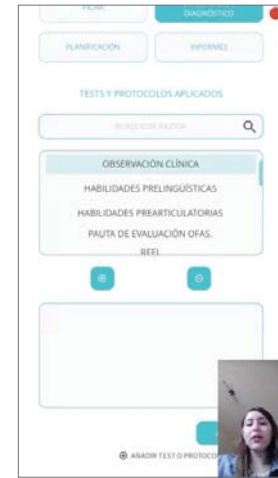 FICHA
DIAGNÓSTICO
PLANIFICACIÓN
INFORMES
TESTS Y PROTOCOLOS APLICADOS
OBSERVACIÓN CLÍNICA
HABILIDADES PRELINGÜÍSTICAS
HABILIDADES PREARTICULATORIAS
PAUTA DE EVALUACIÓN OFAS.
REEL
AÑADIR TEST O PROTOCO